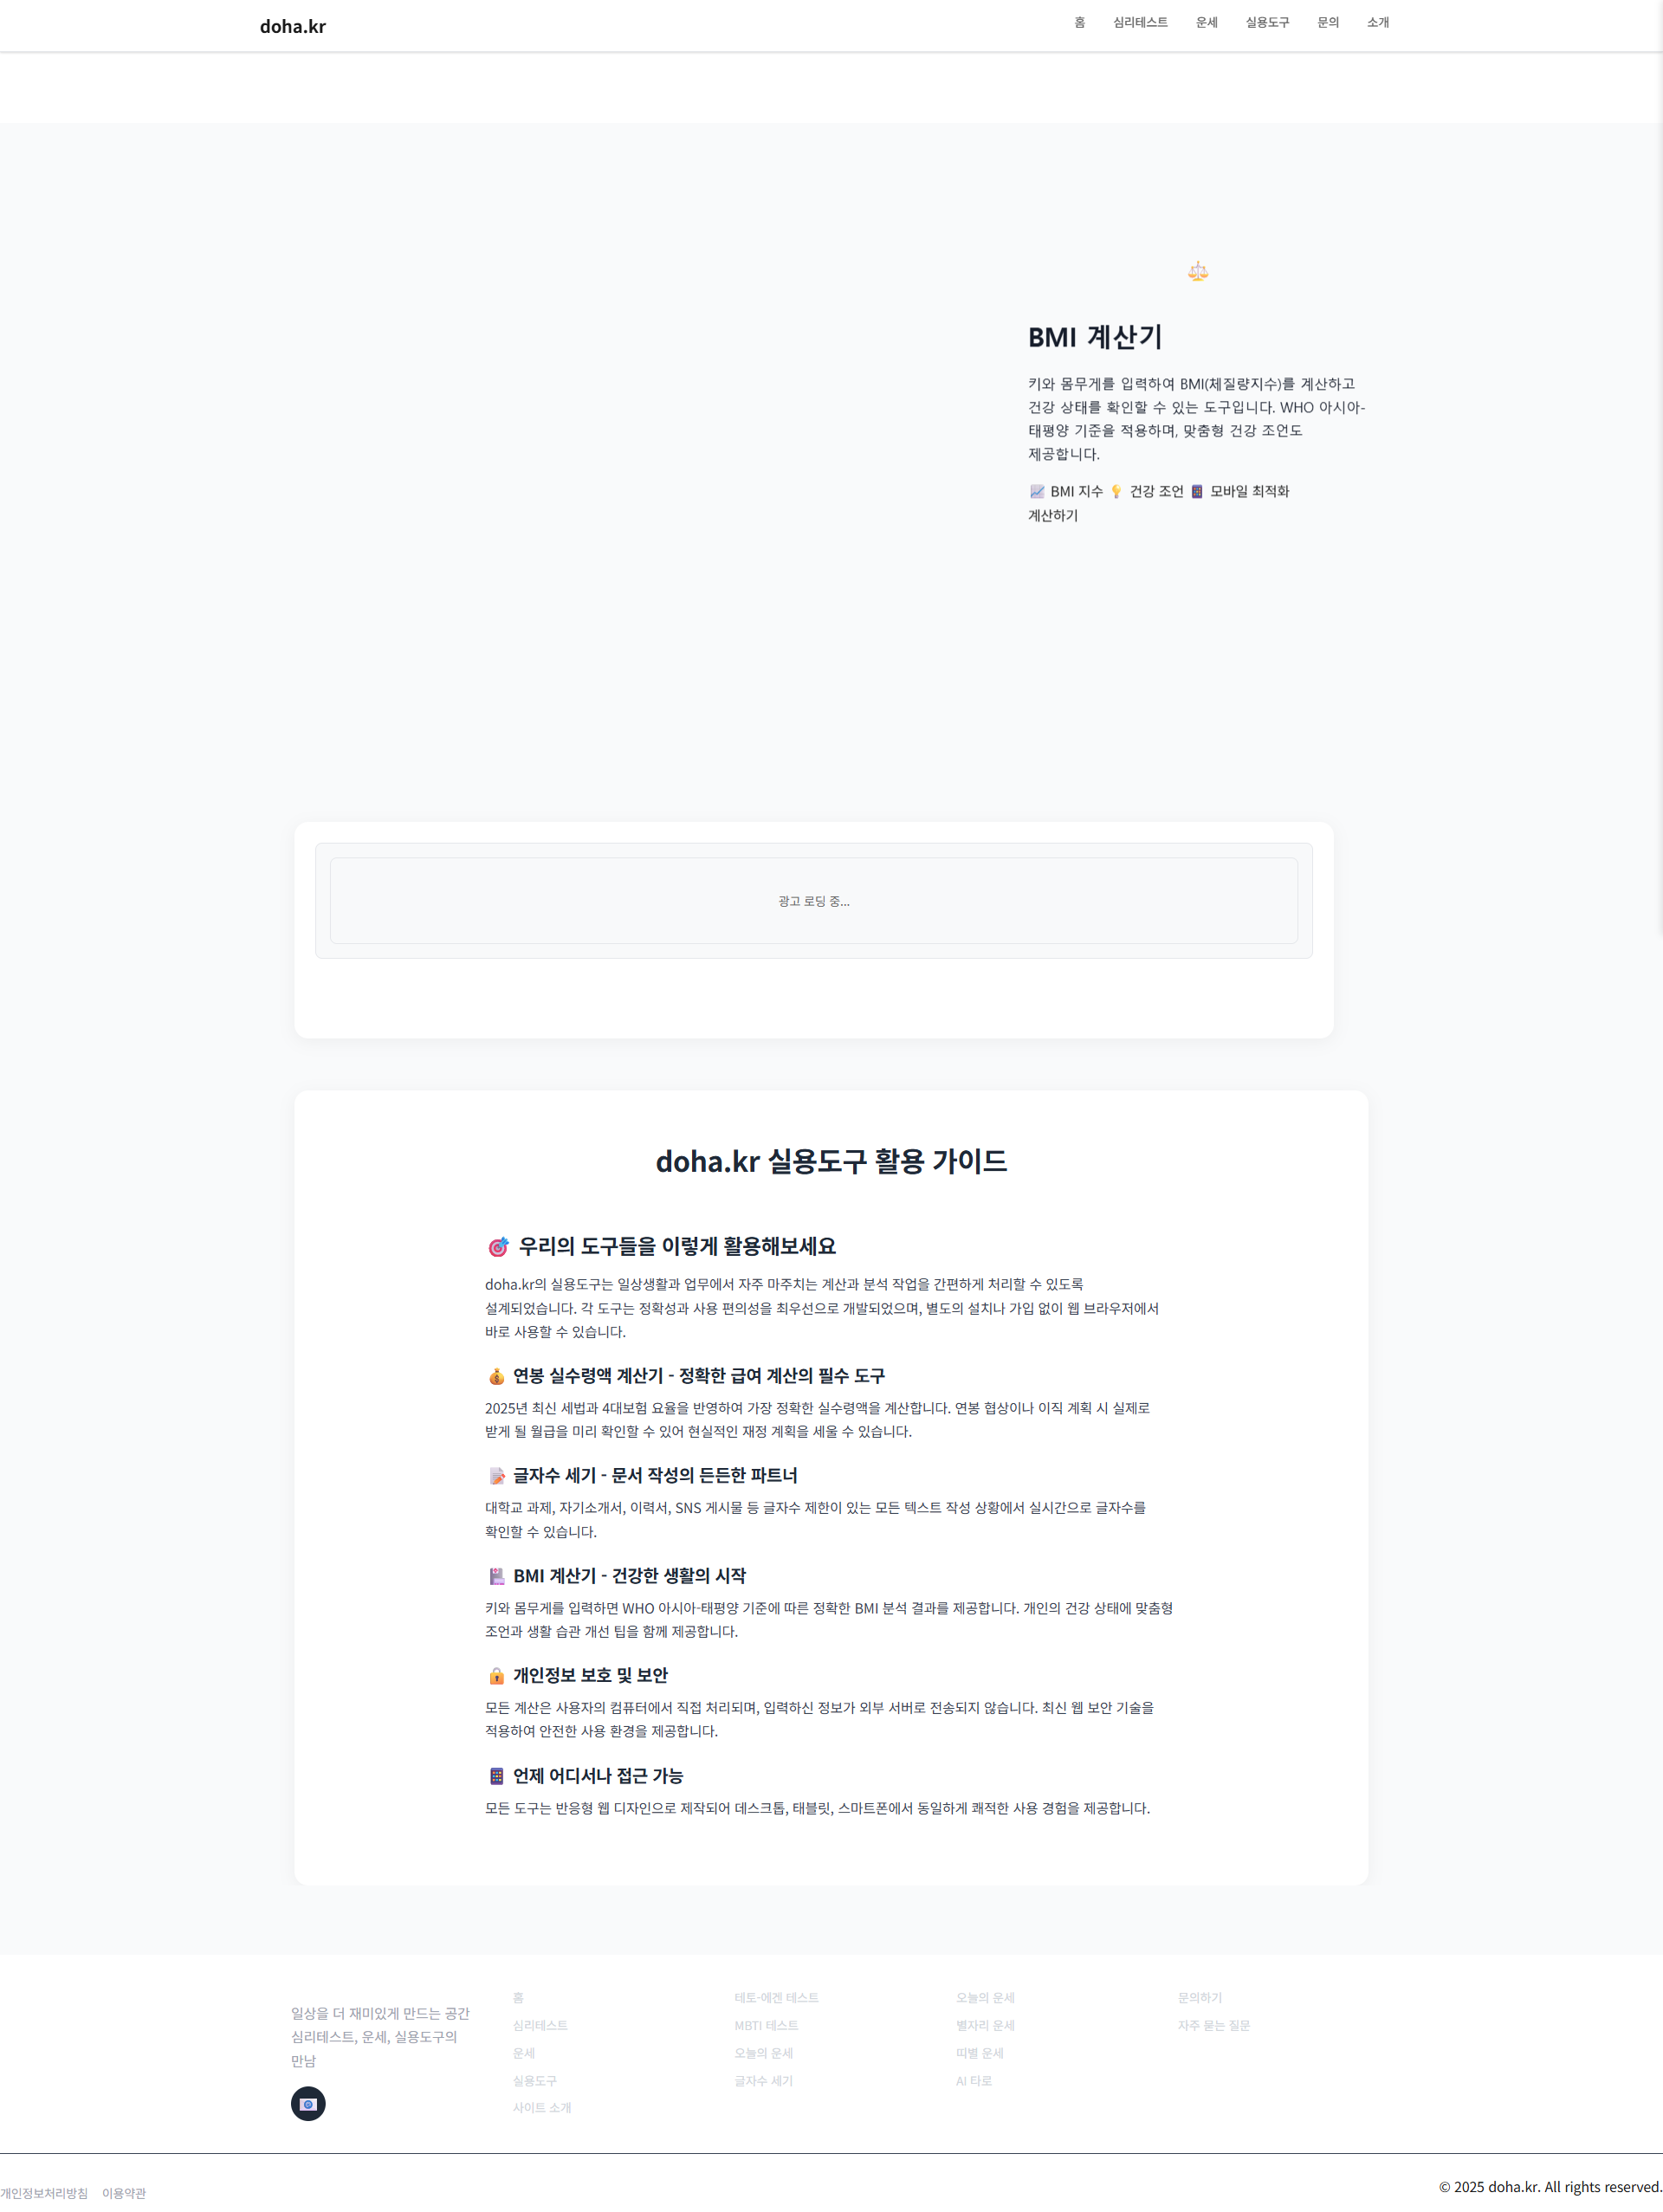 doha.kr
홈 심리테스트 운세 실용도구 문의 소개
BMI 계산기
키와 몸무게를 입력하여 BMI(체질량지수)를 계산하고
건강 상태를 확인할 수 있는 도구입니다. WHO 아시아-
태평양 기준을 적용하며, 맞춤형 건강 조언도
제공합니다.
BMI 지수 건강 조언 모바일 최적화
계산하기
광고 로딩 중...
doha.kr 실용도구 활용 가이드
우리의 도구들을 이렇게 활용해보세요
doha.kr의 실용도구는 일상생활과 업무에서 자주 마주치는 계산과 분석 작업을 간편하게 처리할 수 있도록
설계되었습니다. 각 도구는 정확성과 사용 편의성을 최우선으로 개발되었으며, 별도의 설치나 가입 없이 웹 브라우저에서
바로 사용할 수 있습니다.
연봉 실수령액 계산기 - 정확한 급여 계산의 필수 도구
2025년 최신 세법과 4대보험 요율을 반영하여 가장 정확한 실수령액을 계산합니다. 연봉 협상이나 이직 계획 시 실제로
받게 될 월급을 미리 확인할 수 있어 현실적인 재정 계획을 세울 수 있습니다.
글자수 세기 - 문서 작성의 든든한 파트너
대학교 과제, 자기소개서, 이력서, SNS 게시물 등 글자수 제한이 있는 모든 텍스트 작성 상황에서 실시간으로 글자수를
확인할 수 있습니다.
BMI 계산기 - 건강한 생활의 시작
키와 몸무게를 입력하면 WHO 아시아-태평양 기준에 따른 정확한 BMI 분석 결과를 제공합니다. 개인의 건강 상태에 맞춤형
조언과 생활 습관 개선 팁을 함께 제공합니다.
개인정보 보호 및 보안
모든 계산은 사용자의 컴퓨터에서 직접 처리되며, 입력하신 정보가 외부 서버로 전송되지 않습니다. 최신 웹 보안 기술을
적용하여 안전한 사용 환경을 제공합니다.
언제 어디서나 접근 가능
모든 도구는 반응형 웹 디자인으로 제작되어 데스크톱, 태블릿, 스마트폰에서 동일하게 쾌적한 사용 경험을 제공합니다.
일상을 더 재미있게 만드는 공간
심리테스트, 운세, 실용도구의
만남
홈
심리테스트
운세
실용도구
사이트 소개
테토-에겐 테스트
MBTI 테스트
오늘의 운세
글자수 세기
오늘의 운세
별자리 운세
띠별 운세
AI 타로
문의하기
자주 묻는 질문
개인정보처리방침 이용약관
© 2025 doha.kr. All rights reserved.